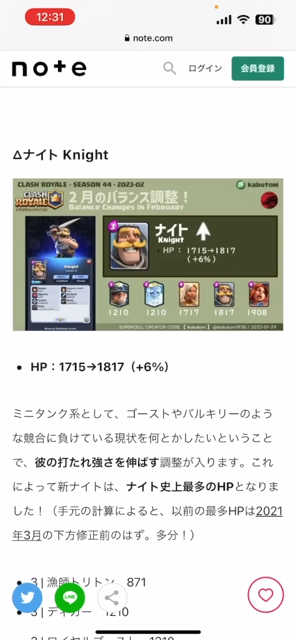 12:31
90
note.com
note
ログイン
会員登録
∆ナイト Knight
CLASH ROYALE - SEASON 44 - 2023-02
kabutom
CLASH ROYALE
2月のバランス調整！
Balance Changes in February
3
ナイト
Knight
・HP : 1715→1817
（+6%）
1210
1210
1717
1817
1908
SUPERCELL CREATOR CODE
• HP：1715→1817（+6%）
ミニタンク系として、ゴーストやバルキリーのよう
な競合に負けている現状を何とかしたいということ
で、彼の打たれ強さを伸ばす調整が入ります。これ
によって新ナイトは、ナイト史上最多のHPとなりま
した！（手元の計算によると、以前の最多HPは2021
年3月の下方修正前のはず。多分！）
• 3 | 漁師トリトン 871
LINE
• 3 | ディガー 1210